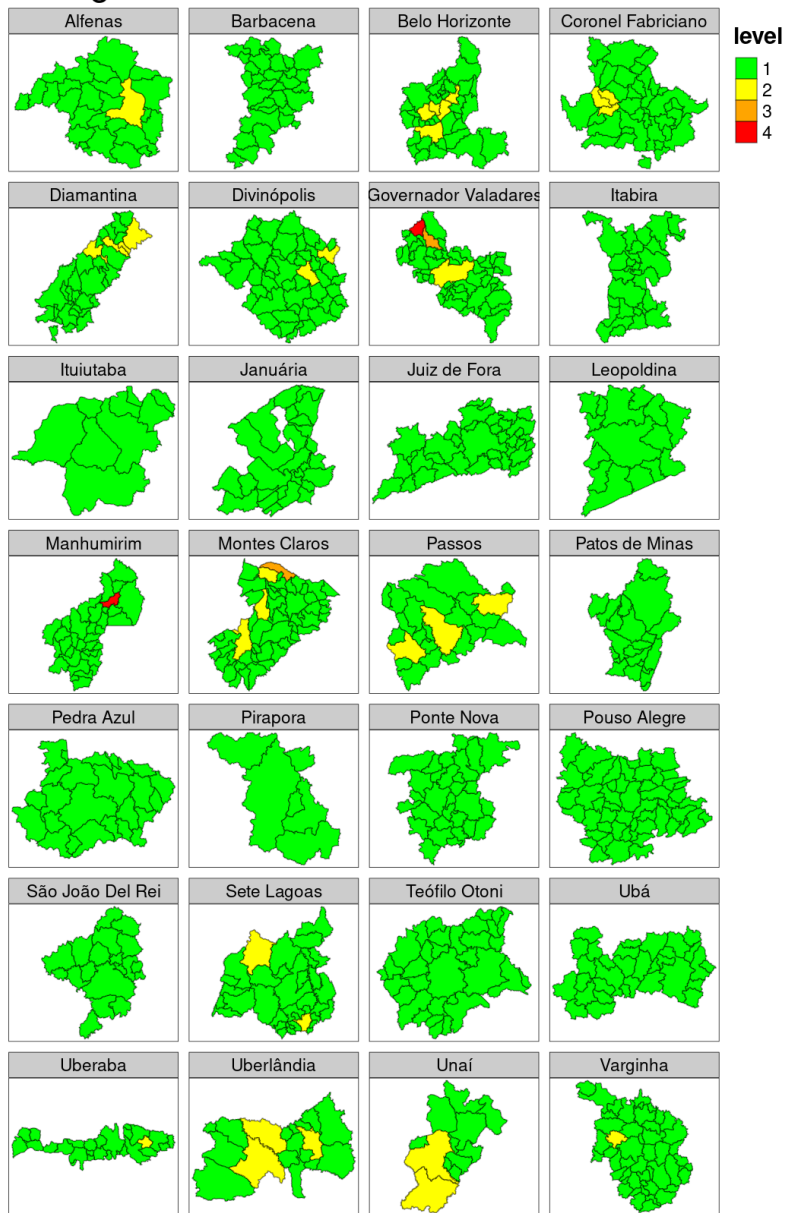 Alfenas Barbacena Belo Horizonte Coronel Fabriciano
level
1
2
3
4
Diamantina Divinópolis Governador Valadares Itabira
Ituiutaba Januária Juiz de Fora Leopoldina
Manhumirim Montes Claros Passos Patos de Minas
Pedra Azul Pirapora Ponte Nova Pouso Alegre
São João Del Rei Sete Lagoas Teófilo Otoni Ubá
Uberaba Uberlândia Unaí Varginha